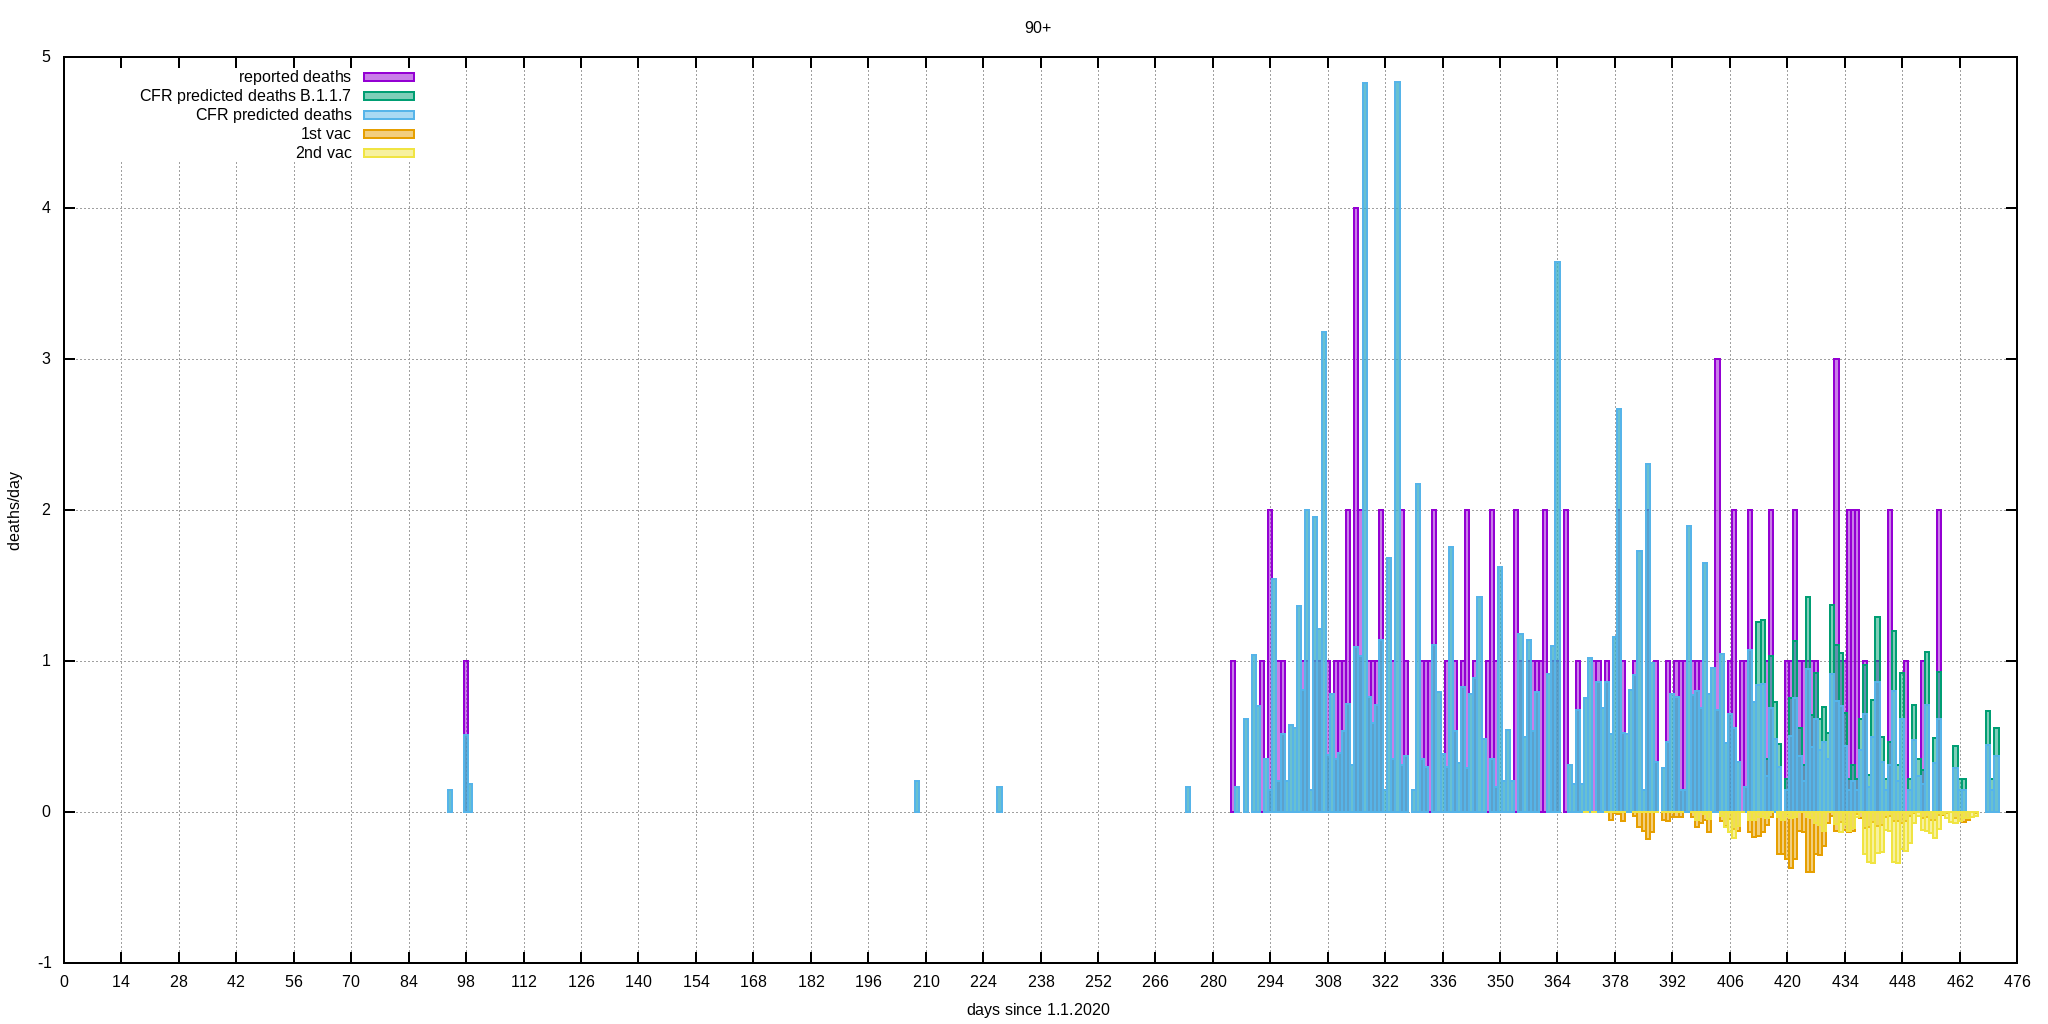 90+
5
reported deaths
CFR predicted deaths B.1.1.7
CFR predicted deaths
1st vac
2nd vac
4
3
2
1
0
-1
deaths/day
0 14 28 42 56 70 84 98 112 126 140 154 168 182 196 210 224 238 252 266 280 294 308 322 336 350 364 378 392 406 420 434 448 462 476
days since 1.1.2020